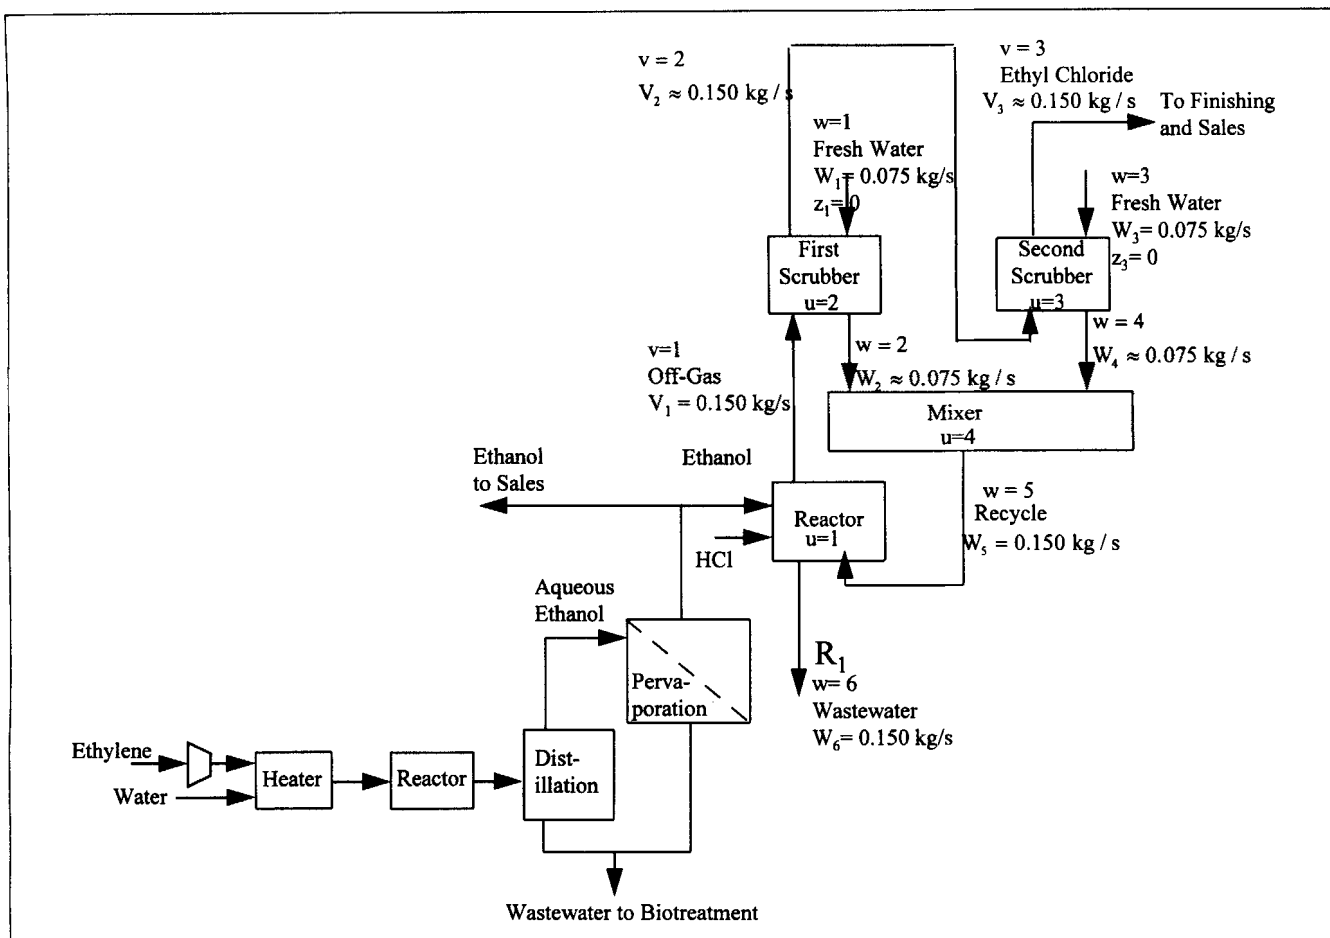 v = 2
V₂ ≈ 0.150 kg / s
v = 3
Ethyl Chloride
V₃ ≈ 0.150 kg / s
To Finishing
and Sales
w=1
Fresh Water
W₁= 0.075 kg/s
z₁= 0
w=3
Fresh Water
W₃= 0.075 kg/s
z₃= 0
First
Scrubber
u=2
Second
Scrubber
u=3
w = 2
W₂ ≈ 0.075 kg / s
w = 4
W₄ ≈ 0.075 kg / s
v=1
Off-Gas
V₁ = 0.150 kg/s
Mixer
u=4
Ethanol
to Sales
Ethanol
w = 5
Recycle
W₅ = 0.150 kg / s
Reactor
u=1
HCl
Aqueous
Ethanol
Perva-
poration
R₁
w= 6
Wastewater
W₆= 0.150 kg/s
Ethylene
Water
Heater
Reactor
Dist-
illation
Wastewater to Biotreatment